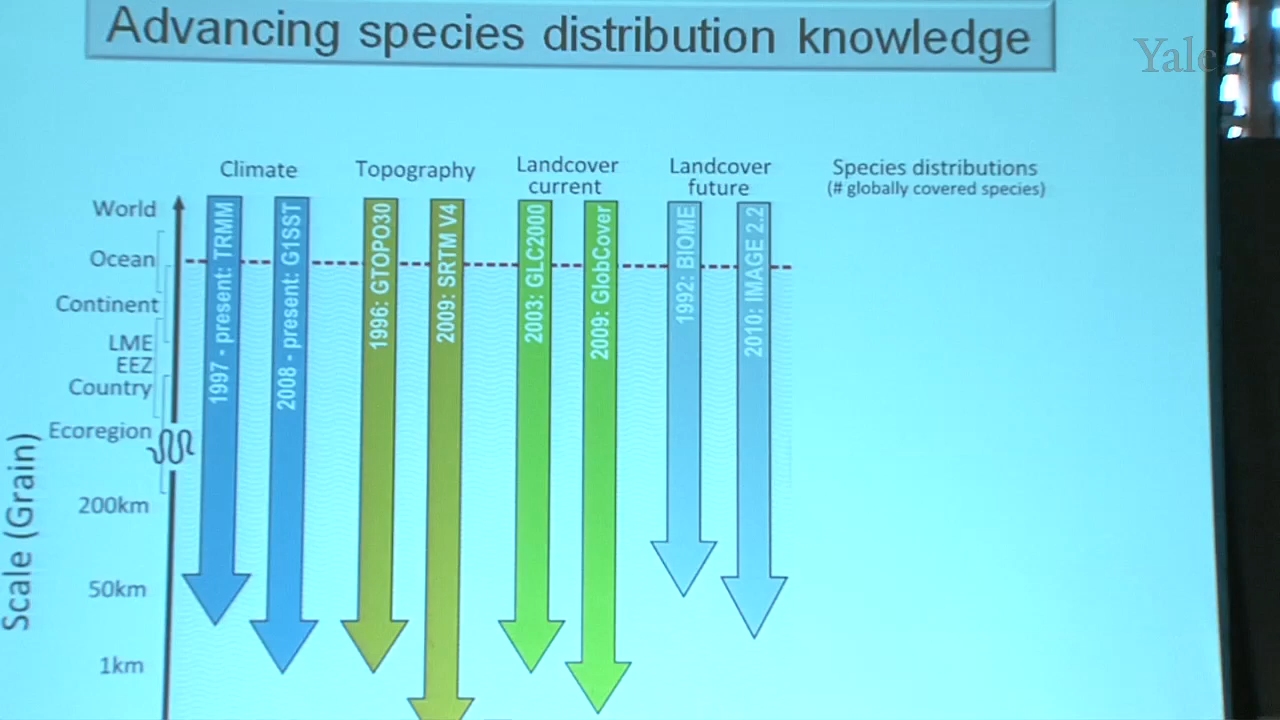 Advancing species distribution knowledge
Yale
Climate
Topography
Landcover
current
Landcover
future
Species distributions
(# globally covered species)
World
Ocean
Continent
LME
EEZ
Country
Ecoregion
200km
50km
1km
Scale (Grain)
1997 - present: TRMM
2008 - present: G1SST
1996: GTOPO30
2009: SRTM V4
2003: GLC2000
2009: GlobCover
1992: BIOME
2010: IMAGE 2.2